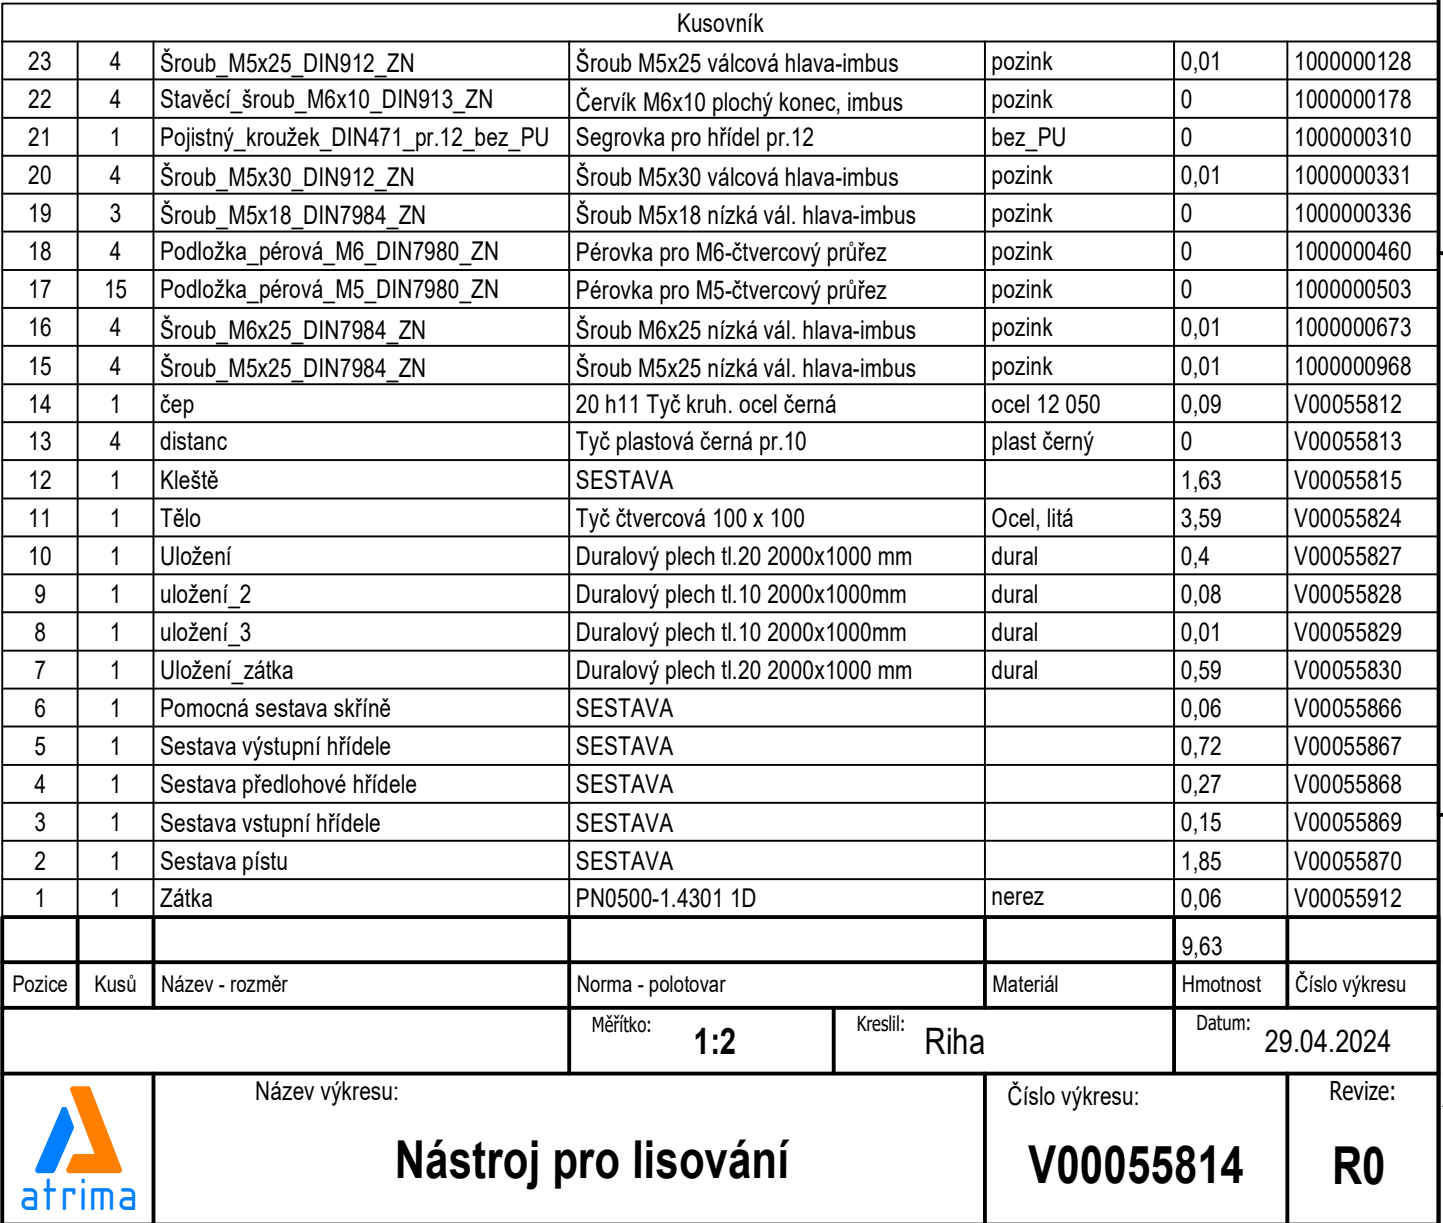 Kusovník
23 4 Šroub_M5x25_DIN912_ZN Šroub M5x25 válcová hlava-imbus pozink 0,01 1000000128
22 4 Stavěcí_šroub_M6x10_DIN913_ZN Červík M6x10 plochý konec, imbus pozink 0 1000000178
21 1 Pojistný_kroužek_DIN471_pr.12_bez_PU Segrovka pro hřídel pr.12 bez_PU 0 1000000310
20 4 Šroub_M5x30_DIN912_ZN Šroub M5x30 válcová hlava-imbus pozink 0,01 1000000331
19 3 Šroub_M5x18_DIN7984_ZN Šroub M5x18 nízká vál. hlava-imbus pozink 0 1000000336
18 4 Podložka_pérová_M6_DIN7980_ZN Pérovka pro M6-čtvercový průřez pozink 0 1000000460
17 15 Podložka_pérová_M5_DIN7980_ZN Pérovka pro M5-čtvercový průřez pozink 0 1000000503
16 4 Šroub_M6x25_DIN7984_ZN Šroub M6x25 nízká vál. hlava-imbus pozink 0,01 1000000673
15 4 Šroub_M5x25_DIN7984_ZN Šroub M5x25 nízká vál. hlava-imbus pozink 0,01 1000000968
14 1 čep 20 h11 Tyč kruh. ocel černá ocel 12 050 0,09 V00055812
13 4 distanc Tyč plastová černá pr.10 plast černý 0 V00055813
12 1 Kleště SESTAVA 1,63 V00055815
11 1 Tělo Tyč čtvercová 100 x 100 Ocel, litá 3,59 V00055824
10 1 Uložení Duralový plech tl.20 2000x1000 mm dural 0,4 V00055827
9 1 uložení_2 Duralový plech tl.10 2000x1000mm dural 0,08 V00055828
8 1 uložení_3 Duralový plech tl.10 2000x1000mm dural 0,01 V00055829
7 1 Uložení_zátka Duralový plech tl.20 2000x1000 mm dural 0,59 V00055830
6 1 Pomocná sestava skříně SESTAVA 0,06 V00055866
5 1 Sestava výstupní hřídele SESTAVA 0,72 V00055867
4 1 Sestava předlohové hřídele SESTAVA 0,27 V00055868
3 1 Sestava vstupní hřídele SESTAVA 0,15 V00055869
2 1 Sestava pístu SESTAVA 1,85 V00055870
1 1 Zátka PN0500-1.4301 1D nerez 0,06 V00055912
9,63
Pozice Kusů Název - rozměr Norma - polotovar Materiál Hmotnost Číslo výkresu
Měřítko: 1:2 Kreslil: Riha Datum: 29.04.2024
Název výkresu: Číslo výkresu: Revize:
Nástroj pro lisování V00055814 R0
atrima